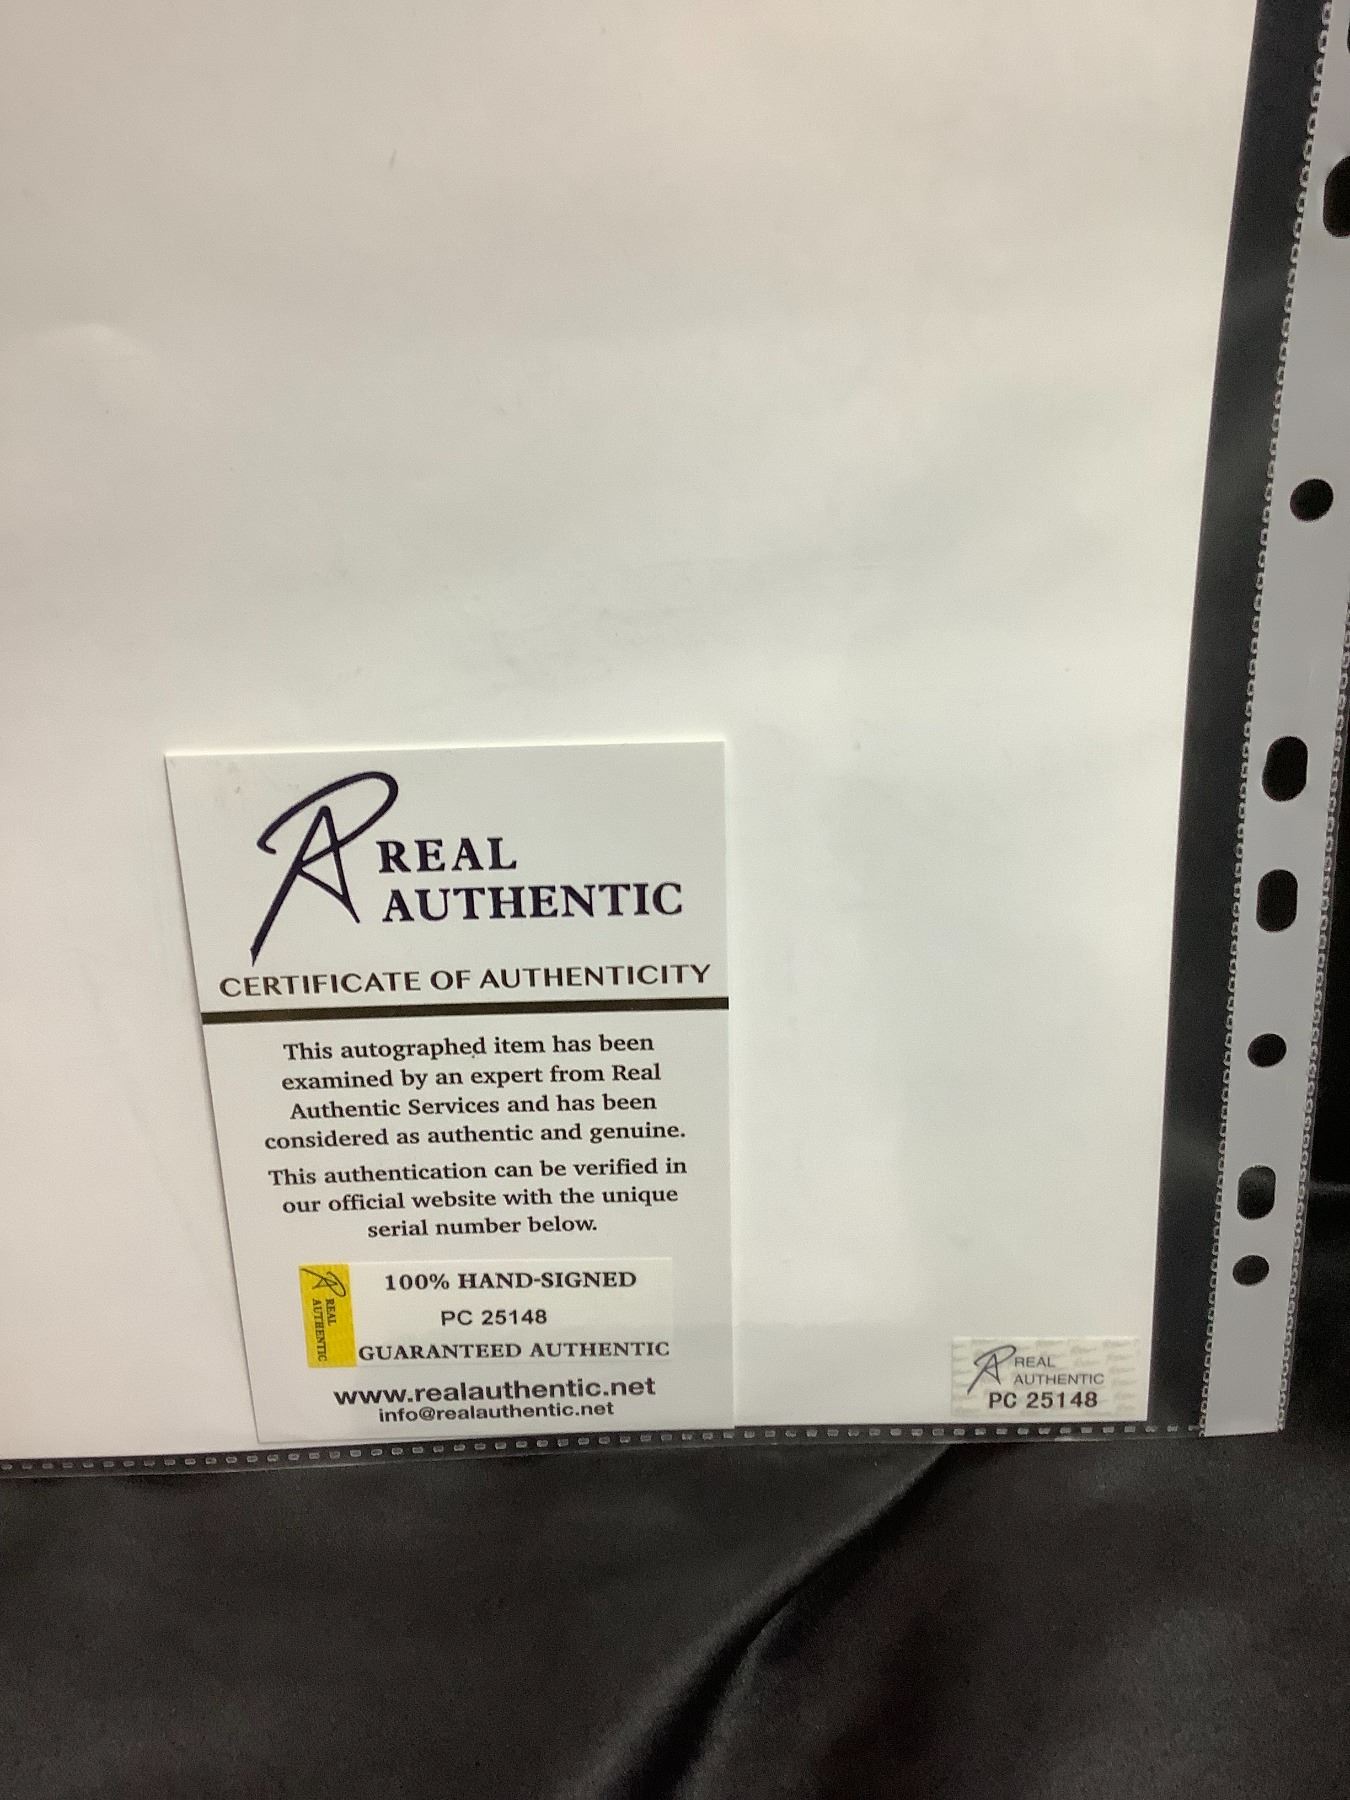 REAL
AUTHENTIC
CERTIFICATE OF AUTHENTICITY
This autographed item has been
examined by an expert from Real
Authentic Services and has been
considered as authentic and genuine.
This authentication can be verified in
our official website with the unique
serial number below.
REAL
AUTHENTIC
100% HAND-SIGNED
PC 25148
GUARANTEED AUTHENTIC
www.realauthentic.net
info@realauthentic.net
REAL
AUTHENTIC
PC 25148